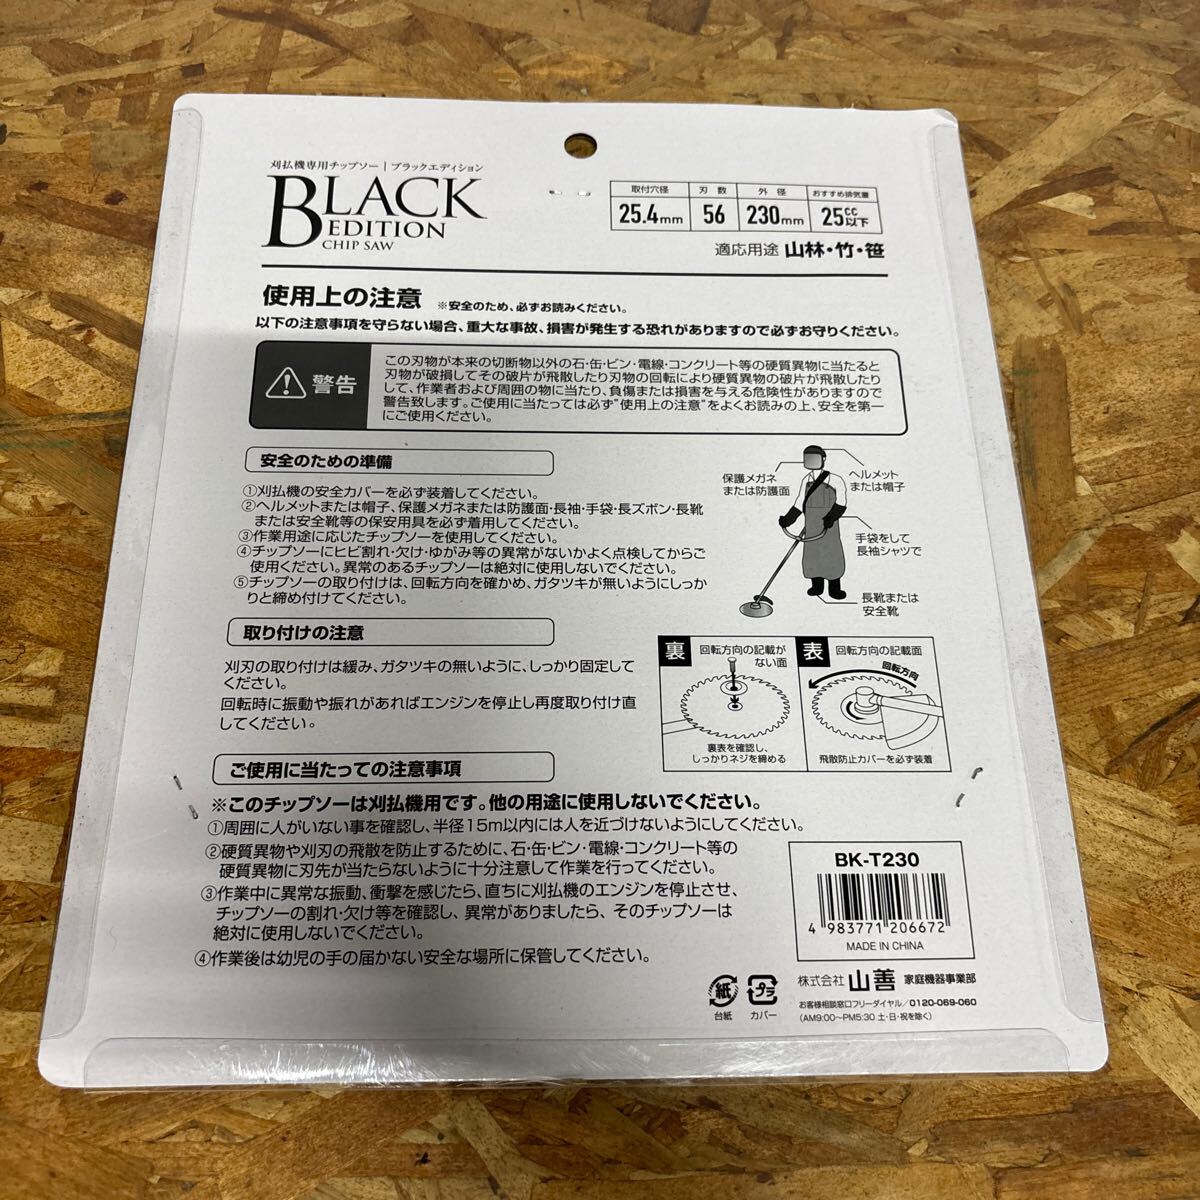 刈払機専用チップソー｜ブラックエディション
BLACK
EDITION
CHIP SAW
取付穴径 刃数 外径 おすすめ排気量
25.4mm 56 230mm 25cc以下
適応用途 山林・竹・笹
使用上の注意 ※安全のため、必ずお読みください。
以下の注意事項を守らない場合、重大な事故、損害が発生する恐れがありますので必ずお守りください。
警告
この刃物が本来の切断物以外の石・缶・ビン・電線・コンクリート等の硬質異物に当たると
刃物が破損してその破片が飛散したり刃物の回転により硬質異物の破片が飛散したり
して、作業者および周囲の物に当たり、負傷または損害を与える危険性がありますので
警告致します。ご使用に当たっては必ず"使用上の注意"をよくお読みの上、安全を第一
にご使用ください。
安全のための準備
①刈払機の安全カバーを必ず装着してください。
②ヘルメットまたは帽子、保護メガネまたは防護面・長袖・手袋・長ズボン・長靴
または安全靴等の保安用具を必ず着用してください。
③作業用途に応じたチップソーを使用してください。
④チップソーにヒビ割れ・欠け・ゆがみ等の異常がないかよく点検してからご
使用ください。異常のあるチップソーは絶対に使用しないでください。
⑤チップソーの取り付けは、回転方向を確かめ、ガタツキが無いようにしっか
りと締め付けてください。
保護メガネ
または防護面
ヘルメット
または帽子
手袋をして
長袖シャツで
長靴または
安全靴
取り付けの注意
刈刃の取り付けは緩み、ガタツキの無いように、しっかり固定して
ください。
回転時に振動や振れがあればエンジンを停止し再度取り付け直
してください。
裏 回転方向の記載が
ない面
裏表を確認し、
しっかりネジを締める
表 回転方向の記載面
回転方向
飛散防止カバーを必ず装着
ご使用に当たっての注意事項
※このチップソーは刈払機用です。他の用途に使用しないでください。
①周囲に人がいない事を確認し、半径15m以内には人を近づけないようにしてください。
②硬質異物や刈刃の飛散を防止するために、石・缶・ビン・電線・コンクリート等の
硬質異物に刃先が当たらないように十分注意して作業を行ってください。
③作業中に異常な振動、衝撃を感じたら、直ちに刈払機のエンジンを停止させ、
チップソーの割れ・欠け等を確認し、異常がありましたら、そのチップソーは
絶対に使用しないでください。
④作業後は幼児の手の届かない安全な場所に保管してください。
BK-T230
4 983771 206672
MADE IN CHINA
紙
台紙
プラ
カバー
株式会社 山善 家庭機器事業部
お客様相談窓口フリーダイヤル／0120-069-060
(AM9:00〜PM5:30 土・日・祝を除く)